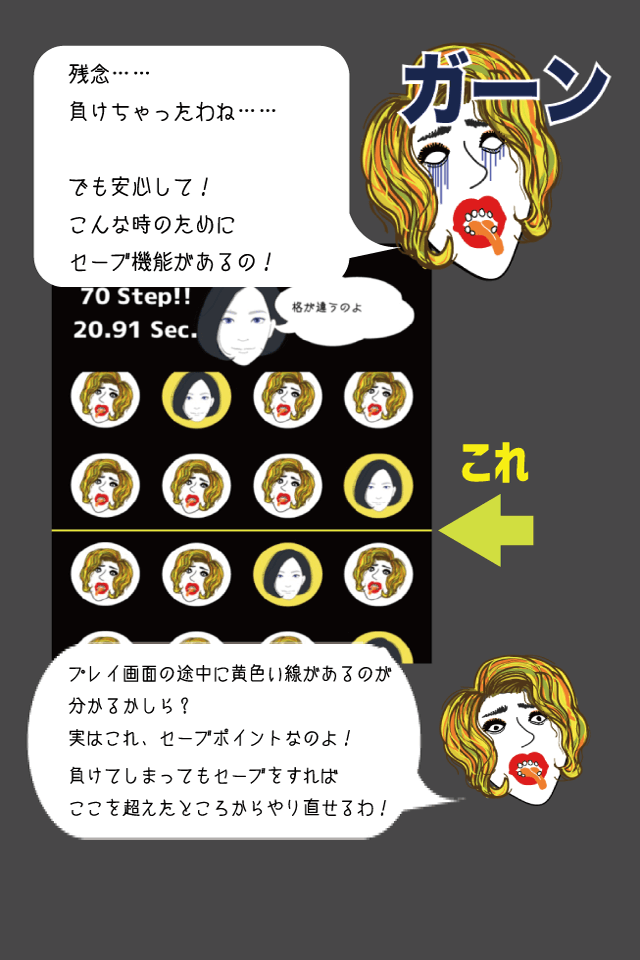 残念……
負けちゃったわね……
ガーン
でも安心して！
こんな時のために
セーブ機能があるの！
70 Step!!
20.91 Sec.
格が違うのよ
これ
プレイ画面の途中に黄色い線があるのが
分かるかしら？
実はこれ、セーブポイントなのよ！
負けてしまってもセーブをすれば
ここを超えたところからやり直せるわ！